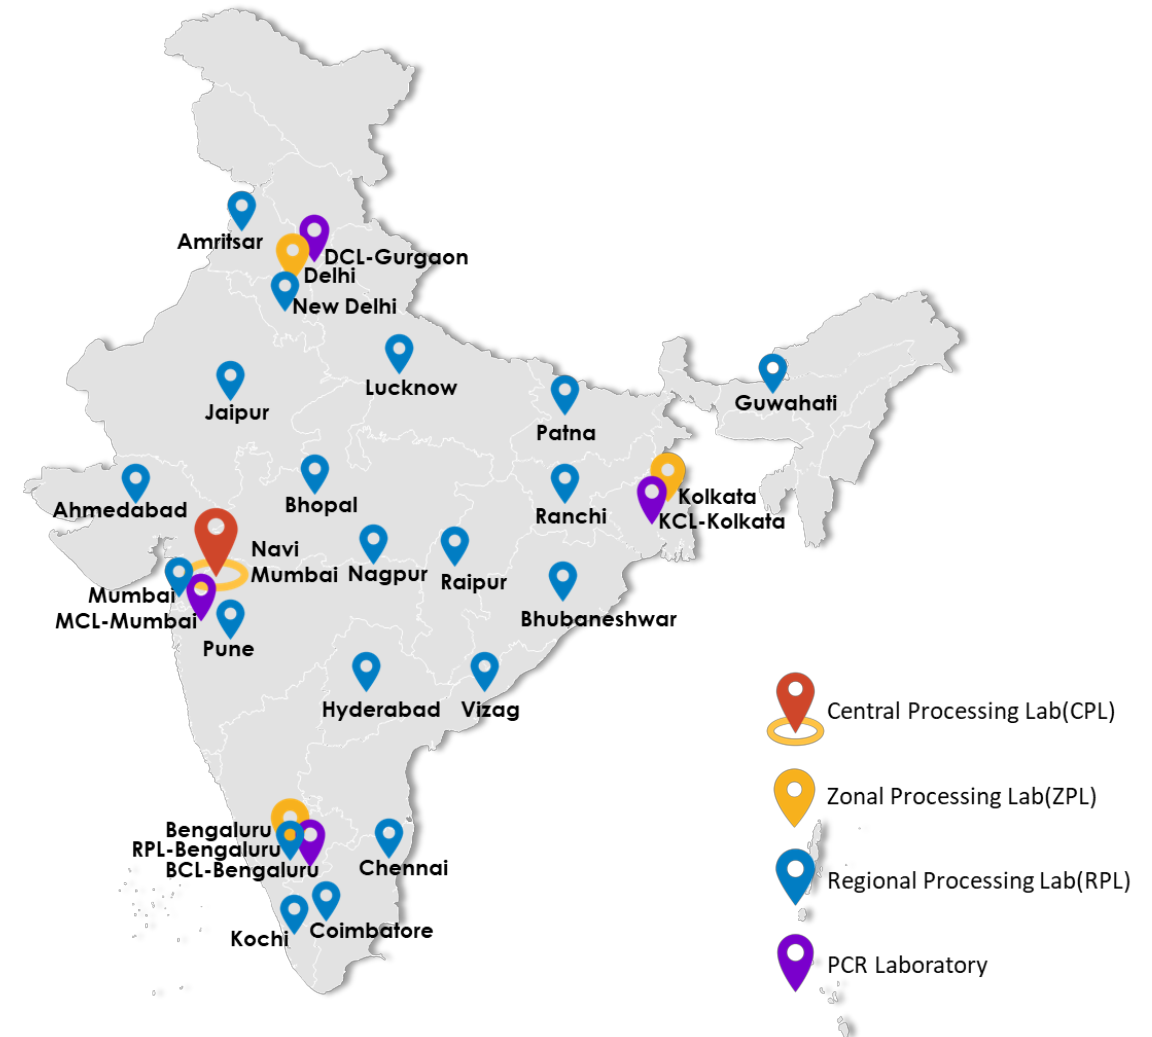 Amritsar
DCL-Gurgaon
Delhi
New Delhi
Lucknow
Jaipur
Guwahati
Patna
Ahmedabad
Bhopal
Ranchi
Kolkata
KCL-Kolkata
Navi
Mumbai
Nagpur
Raipur
Mumbai
MCL-Mumbai
Bhubaneshwar
Pune
Hyderabad
Vizag
Central Processing Lab(CPL)
Zonal Processing Lab(ZPL)
Bengaluru
RPL-Bengaluru
BCL-Bengaluru
Chennai
Regional Processing Lab(RPL)
Coimbatore
Kochi
PCR Laboratory